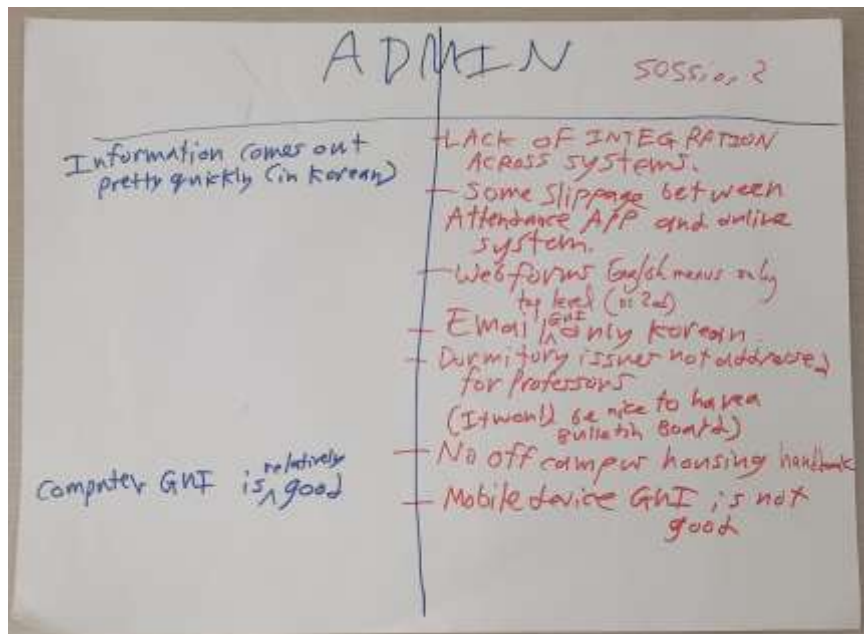 ADMIN
Session 2
Information comes out
pretty quickly (in Korean)
Computer GUI is relatively good
- LACK OF INTEGRATION
ACROSS systems.
- Some slippage between
Attendance APP and online
system.
- Web forms English menus only
top level (no 2nd)
- Email GUI only Korean
- Dormitory issues not addressed
for Professors
(It would be nice to have a
Bulletin Board)
- No off campus housing handbook
- Mobile device GUI is not
good